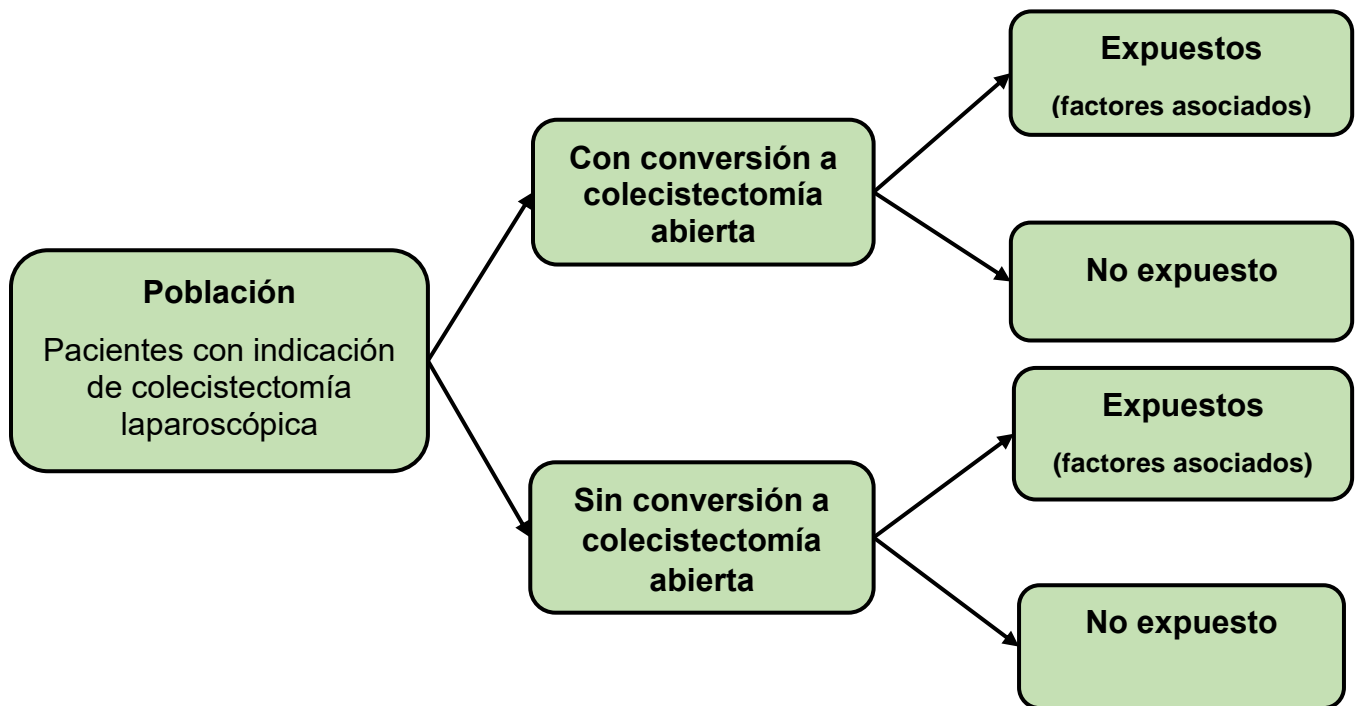 Población
Pacientes con indicación
de colecistectomía
laparoscópica
Con conversión a
colecistectomía
abierta
Sin conversión a
colecistectomía
abierta
Expuestos
(factores asociados)
No expuesto
Expuestos
(factores asociados)
No expuesto